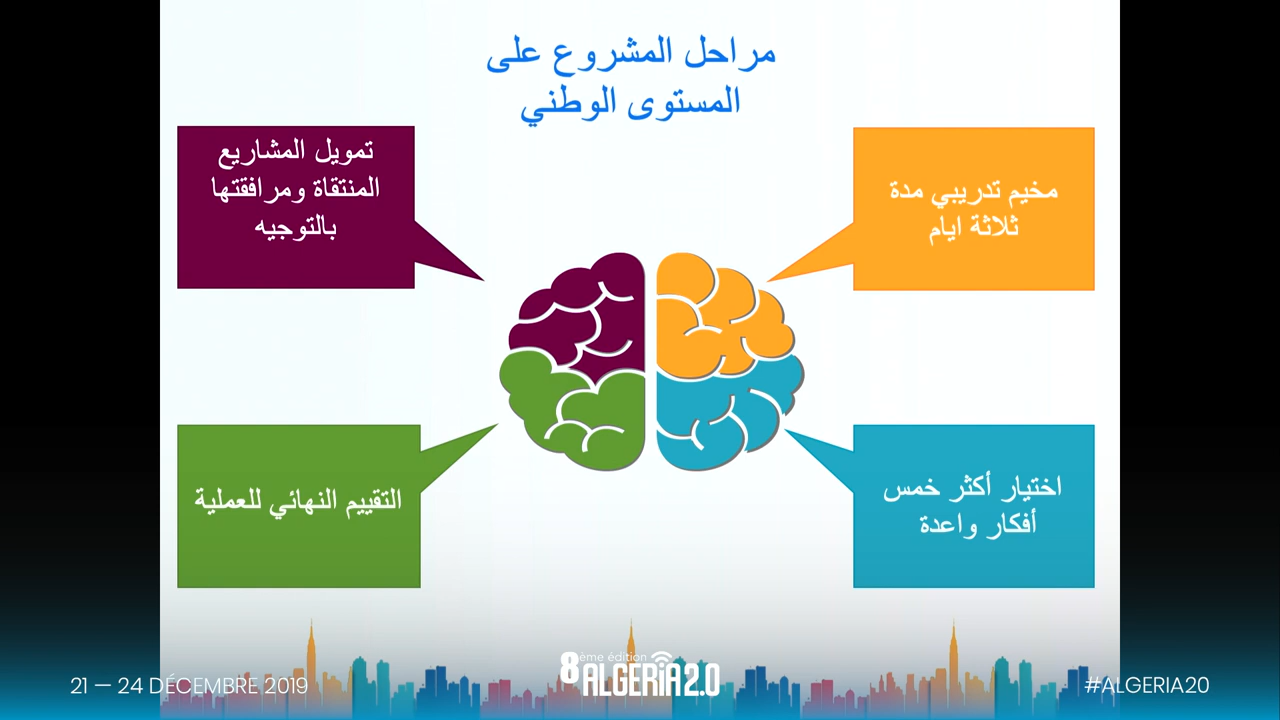 مراحل المشروع على
المستوى الوطني
مخيم تدريبي مدة
ثلاثة ايام
اختيار أكثر خمس
أفكار واعدة
تمويل المشاريع
المنتقاة ومرافقتها
بالتوجيه
التقييم النهائي للعملية
21 — 24 DÉCEMBRE 2019
8ème édition
ALGERIA 2.0
#ALGERIA20